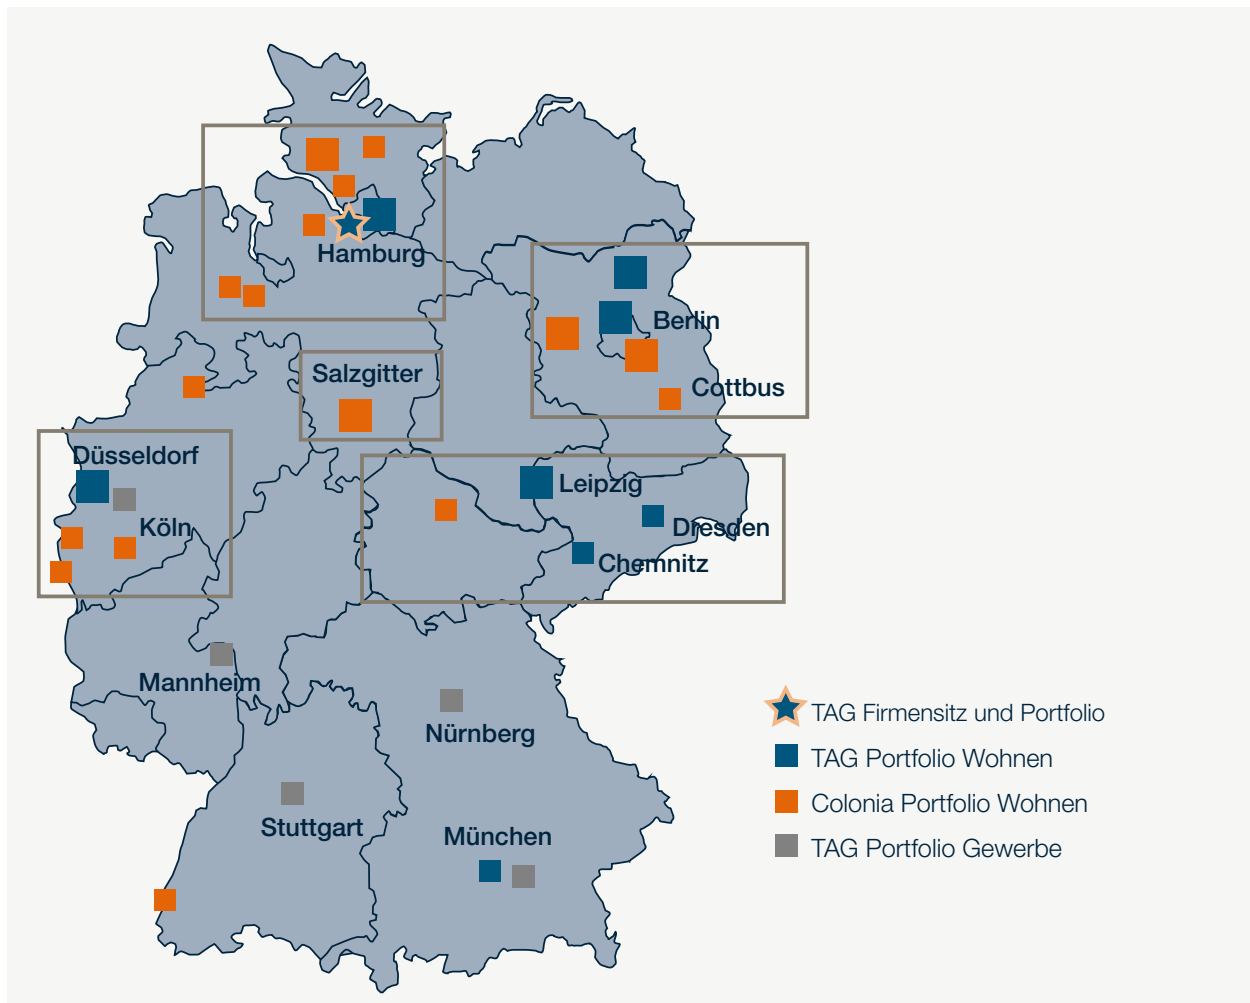 Hamburg
Berlin
Salzgitter
Cottbus
Düsseldorf
Leipzig
Köln
Dresden
Chemnitz
Mannheim
Nürnberg
Stuttgart
München
TAG Firmensitz und Portfolio
TAG Portfolio Wohnen
Colonia Portfolio Wohnen
TAG Portfolio Gewerbe